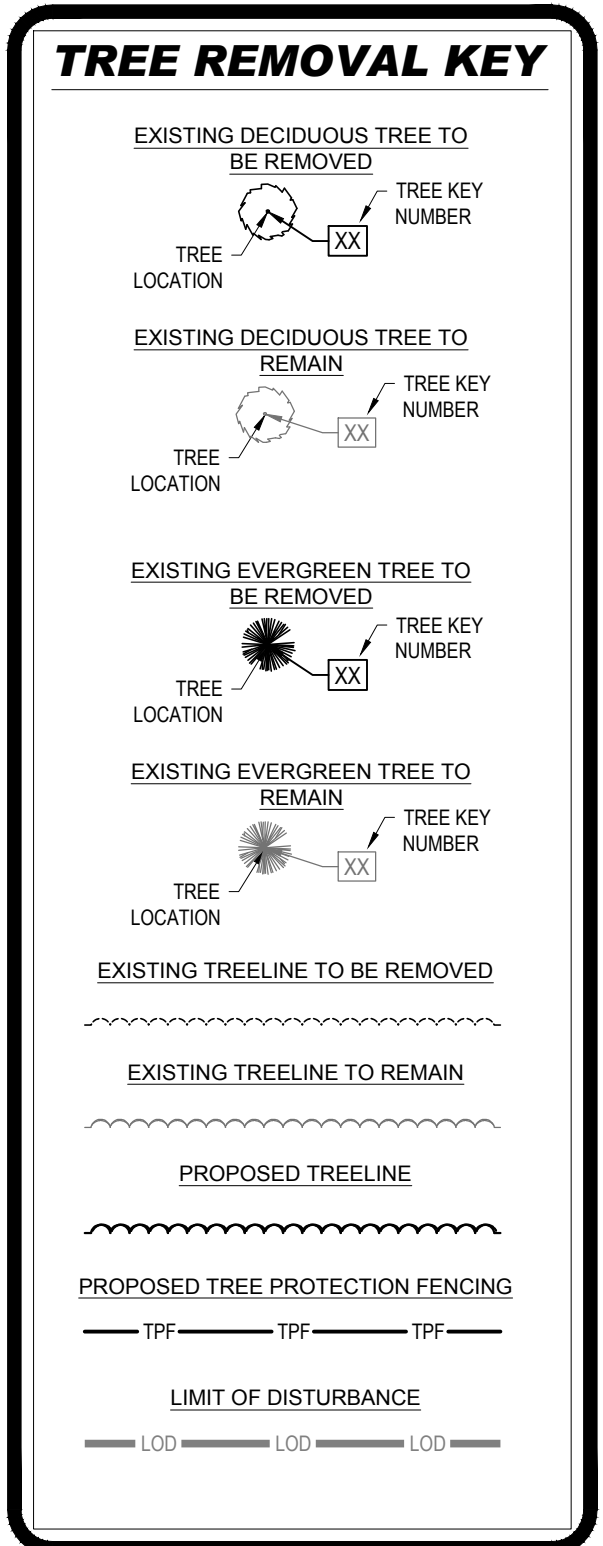 TREE REMOVAL KEY
EXISTING DECIDUOUS TREE TO
BE REMOVED
TREE KEY
NUMBER
XX
TREE
LOCATION
EXISTING DECIDUOUS TREE TO
REMAIN
TREE KEY
NUMBER
XX
TREE
LOCATION
EXISTING EVERGREEN TREE TO
BE REMOVED
TREE KEY
NUMBER
XX
TREE
LOCATION
EXISTING EVERGREEN TREE TO
REMAIN
TREE KEY
NUMBER
XX
TREE
LOCATION
EXISTING TREELINE TO BE REMOVED
EXISTING TREELINE TO REMAIN
PROPOSED TREELINE
PROPOSED TREE PROTECTION FENCING
TPF TPF TPF
LIMIT OF DISTURBANCE
LOD LOD LOD